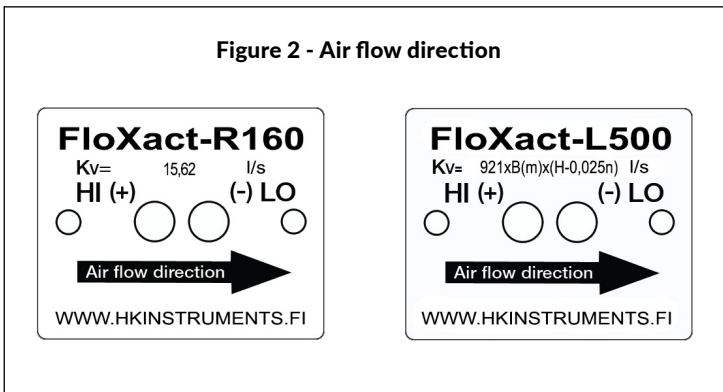 Figure 2 - Air flow direction
FloXact-R160
Kv= 15,62 l/s
HI (+) (-) LO
Air flow direction
WWW.HKINSTRUMENTS.FI
FloXact-L500
Kv= 921xB(m)x(H-0,025n) l/s
HI (+) (-) LO
Air flow direction
WWW.HKINSTRUMENTS.FI